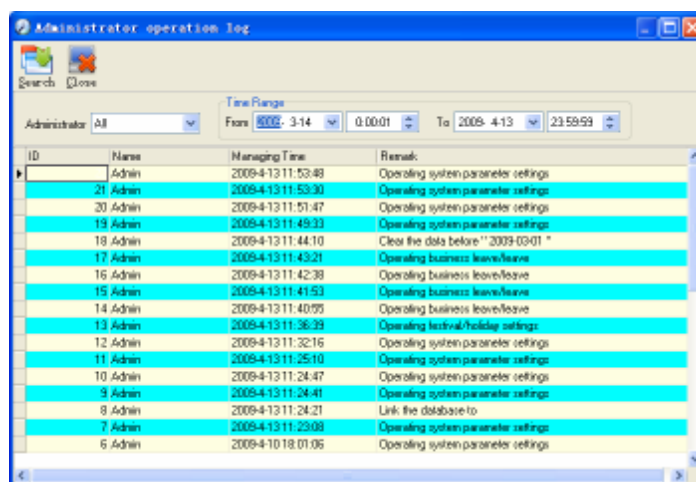 Administrator operation log
Search Close
Time Range
Administrator All From 2009- 3-14 0:00:01 To 2009- 4-13 23:59:59
ID Name Managing Time Remark
Admin 2009-4-13 11:53:48 Operating system parameter settings
21 Admin 2009-4-13 11:53:30 Operating system parameter settings
20 Admin 2009-4-13 11:51:47 Operating system parameter settings
19 Admin 2009-4-13 11:49:33 Operating system parameter settings
18 Admin 2009-4-13 11:44:10 Clear the data before " 2009-03-01 "
17 Admin 2009-4-13 11:43:21 Operating business leave/leave
16 Admin 2009-4-13 11:42:38 Operating business leave/leave
15 Admin 2009-4-13 11:41:53 Operating business leave/leave
14 Admin 2009-4-13 11:40:55 Operating business leave/leave
13 Admin 2009-4-13 11:36:39 Operating festival/holiday settings
12 Admin 2009-4-13 11:32:16 Operating system parameter settings
11 Admin 2009-4-13 11:25:10 Operating system parameter settings
10 Admin 2009-4-13 11:24:47 Operating system parameter settings
9 Admin 2009-4-13 11:24:41 Operating system parameter settings
8 Admin 2009-4-13 11:24:21 Link the database to
7 Admin 2009-4-13 11:23:08 Operating system parameter settings
6 Admin 2009-4-10 18:01:06 Operating system parameter settings